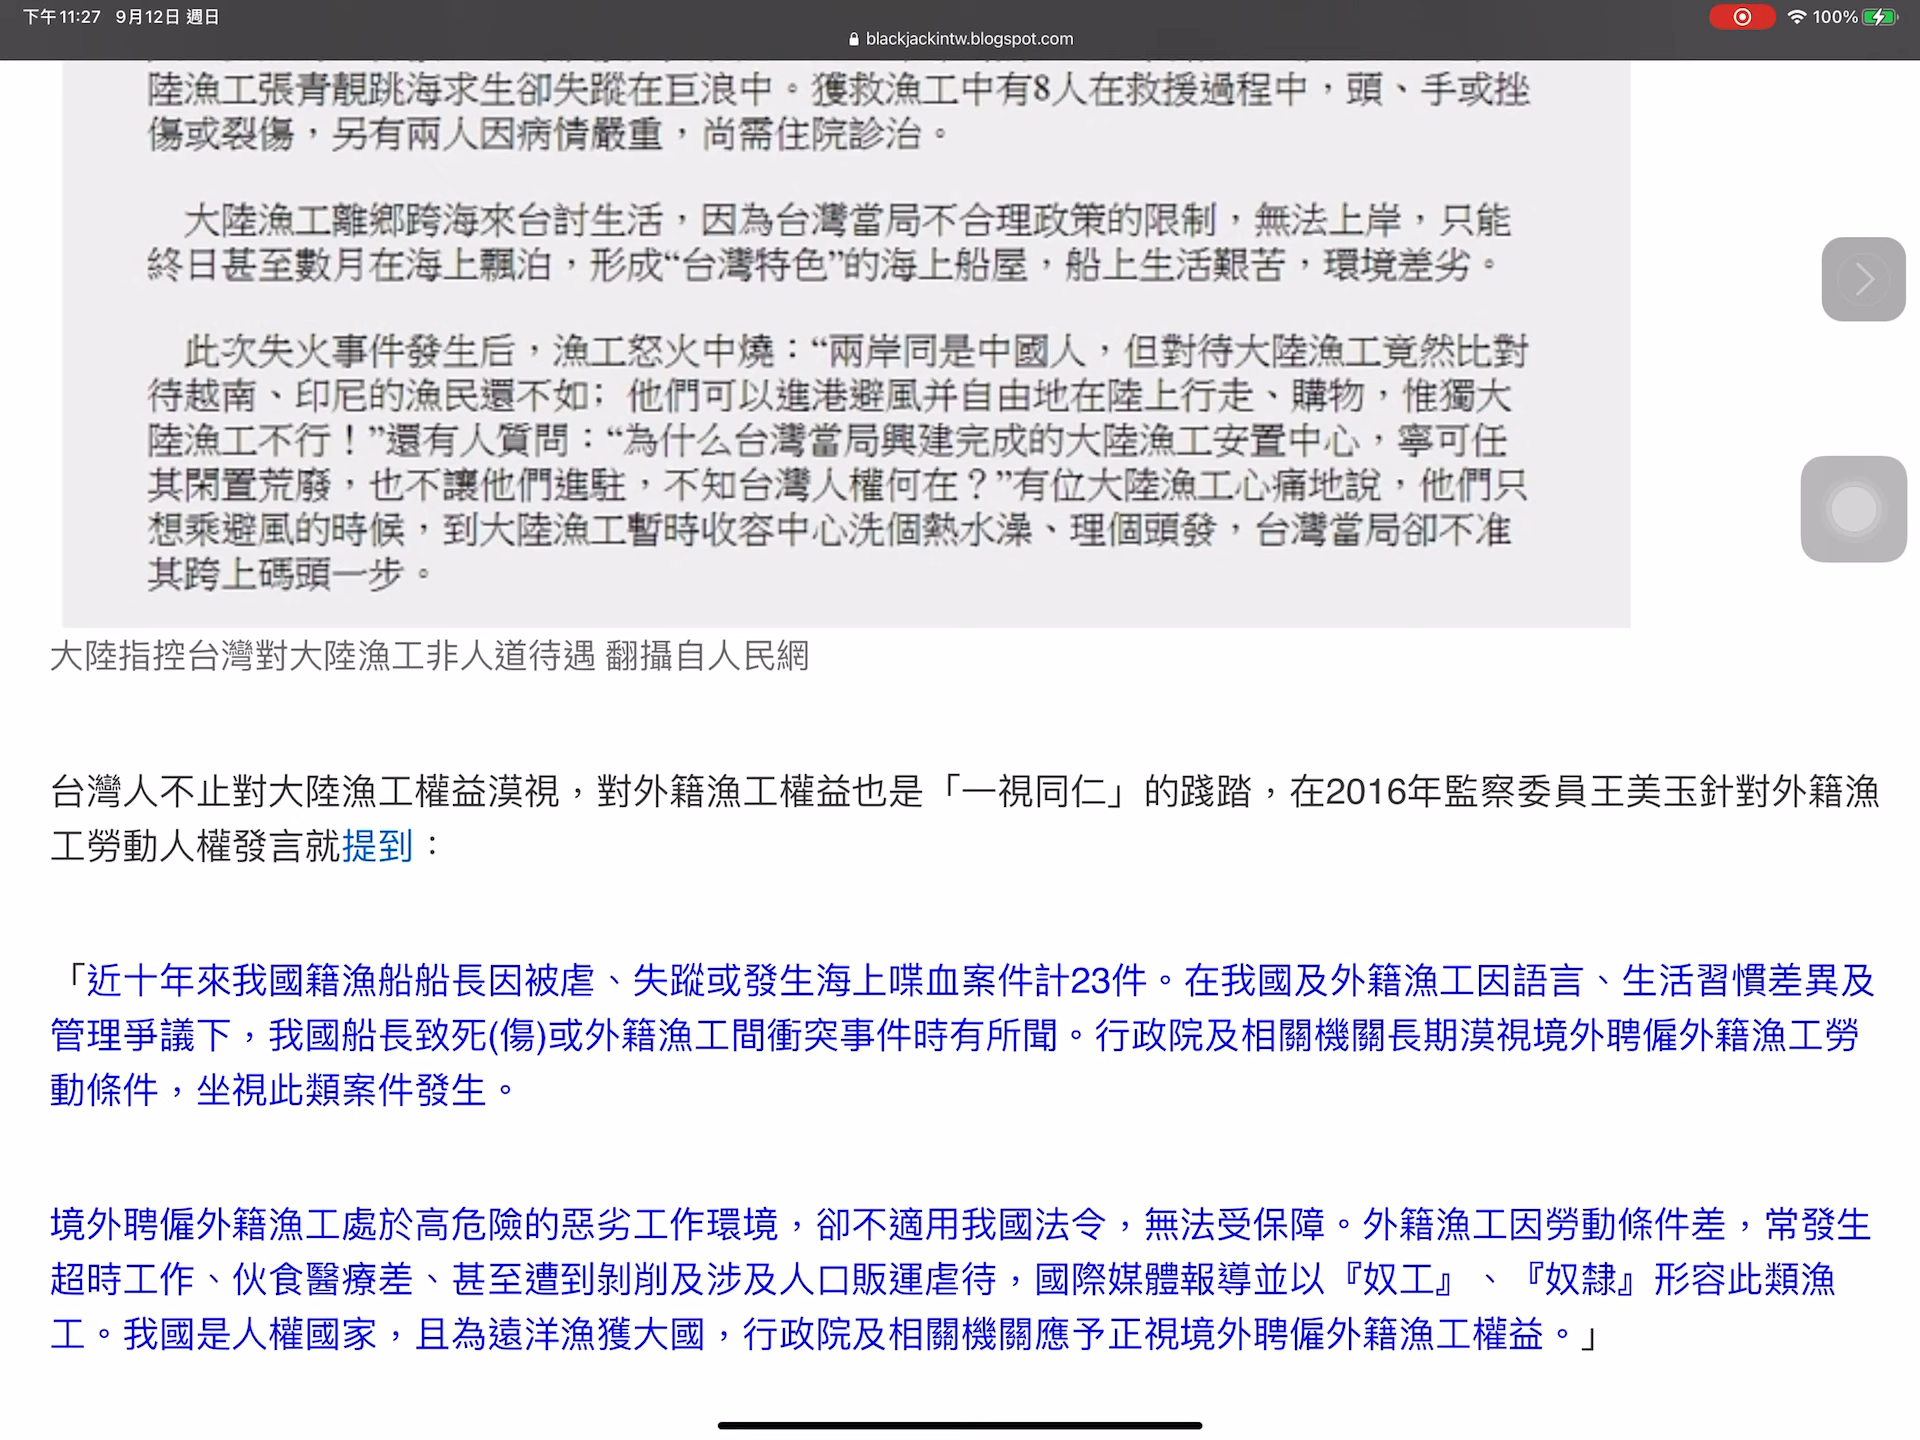 下午11:27 9月12日 週日
100%
blackjackintw.blogspot.com
陸漁工張青靚跳海求生卻失蹤在巨浪中。獲救漁工中有8人在救援過程中，頭、手或挫
傷或裂傷，另有兩人因病情嚴重，尚需住院診治。
大陸漁工離鄉跨海來台討生活，因為台灣當局不合理政策的限制，無法上岸，只能
終日甚至數月在海上飄泊，形成“台灣特色”的海上船屋，船上生活艱苦，環境差劣。
此次失火事件發生后，漁工怒火中燒：“兩岸同是中國人，但對待大陸漁工竟然比對
待越南、印尼的漁民還不如；他們可以進港避風并自由地在陸上行走、購物，惟獨大
陸漁工不行！”還有人質問：“為什么台灣當局興建完成的大陸漁工安置中心，寧可任
其閑置荒廢，也不讓他們進駐，不知台灣人權何在？”有位大陸漁工心痛地說，他們只
想乘避風的時候，到大陸漁工暫時收容中心洗個熱水澡、理個頭發，台灣當局卻不准
其跨上碼頭一步。
大陸指控台灣對大陸漁工非人道待遇 翻攝自人民網
台灣人不止對大陸漁工權益漠視，對外籍漁工權益也是「一視同仁」的踐踏，在2016年監察委員王美玉針對外籍漁
工勞動人權發言就提到：
「近十年來我國籍漁船船長因被虐、失蹤或發生海上喋血案件計23件。在我國及外籍漁工因語言、生活習慣差異及
管理爭議下，我國船長致死(傷)或外籍漁工間衝突事件時有所聞。行政院及相關機關長期漠視境外聘僱外籍漁工勞
動條件，坐視此類案件發生。
境外聘僱外籍漁工處於高危險的惡劣工作環境，卻不適用我國法令，無法受保障。外籍漁工因勞動條件差，常發生
超時工作、伙食醫療差、甚至遭到剝削及涉及人口販運虐待，國際媒體報導並以『奴工』、『奴隸』形容此類漁
工。我國是人權國家，且為遠洋漁獲大國，行政院及相關機關應予正視境外聘僱外籍漁工權益。」